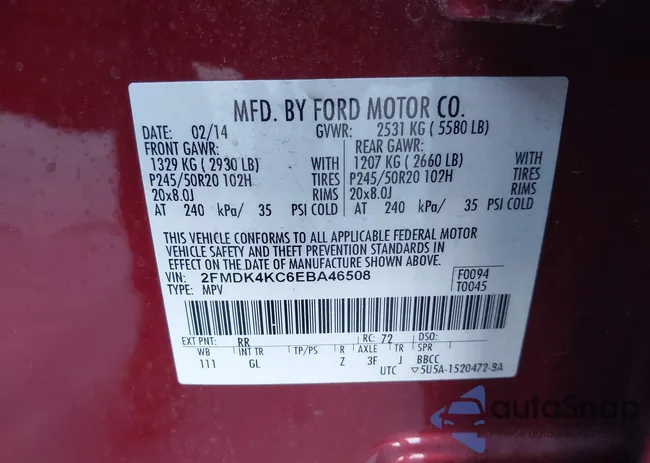 MFD. BY FORD MOTOR CO.
DATE: 02/14 GVWR: 2531 KG ( 5580 LB)
FRONT GAWR: REAR GAWR:
1329 KG ( 2930 LB) WITH 1207 KG ( 2660 LB) WITH
P245/50R20 102H TIRES P245/50R20 102H TIRES
20x8.0J RIMS 20x8.0J RIMS
AT 240 kPa/ 35 PSI COLD AT 240 kPa/ 35 PSI COLD
THIS VEHICLE CONFORMS TO ALL APPLICABLE FEDERAL MOTOR
VEHICLE SAFETY AND THEFT PREVENTION STANDARDS IN
EFFECT ON THE DATE OF MANUFACTURE SHOWN ABOVE.
VIN: 2FMDK4KC6EBA46508 F0094
TYPE: MPV T0045
EXT PNT: RR RC: 72 DSO:
WB INT TR TP/PS R AXLE TR SPR
111 GL Z 3F J BBCC
UTC ▽5U5A-1520472-BA
autoSnap